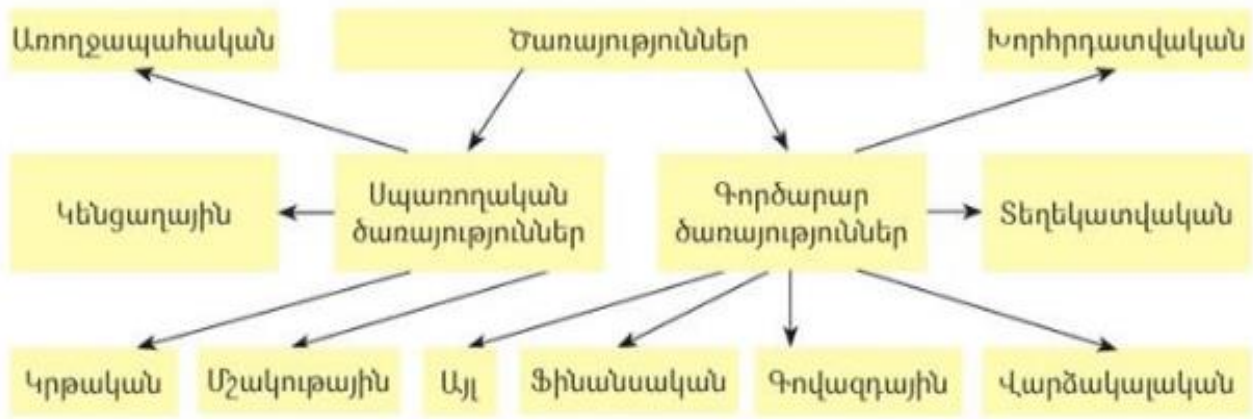 Առողջապահական
Ծառայություններ
Խորհրդատվական
Կենցաղային
Սպառողական
ծառայություններ
Գործարար
ծառայություններ
Տեղեկատվական
Կրթական
Մշակութային
Այլ
Ֆինանսական
Գովազդային
Վարձակալական